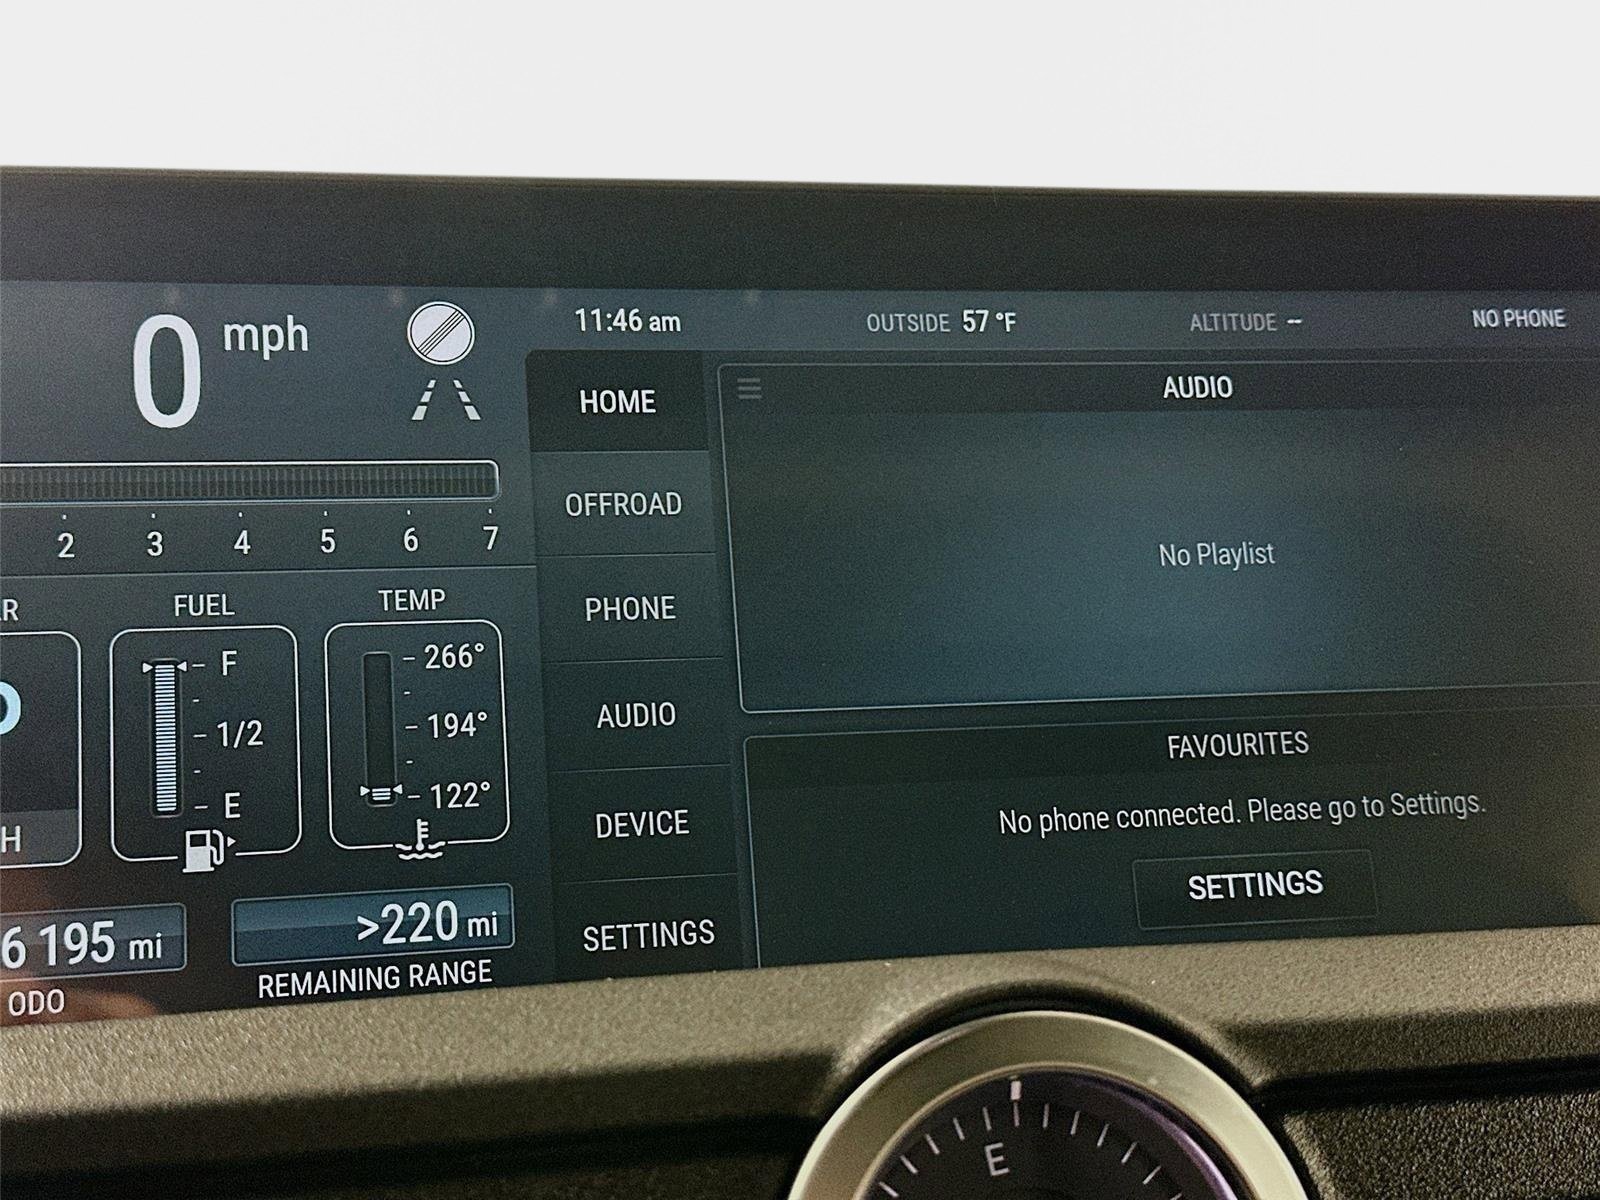 0 mph
11:46 am
OUTSIDE 57 °F
ALTITUDE --
NO PHONE
HOME
OFFROAD
PHONE
AUDIO
DEVICE
SETTINGS
2 3 4 5 6 7
FUEL
F
1/2
E
TEMP
266°
194°
122°
H
6 195 mi
ODO
>220 mi
REMAINING RANGE
AUDIO
No Playlist
FAVOURITES
No phone connected. Please go to Settings.
SETTINGS
E